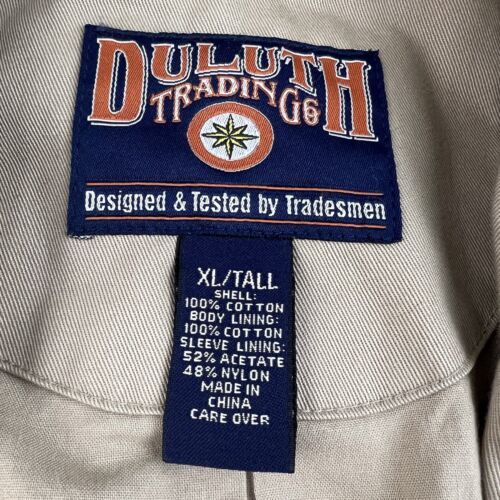 DULUTH
TRADING Co
Designed & Tested by Tradesmen
XL/TALL
SHELL:
100% COTTON
BODY LINING:
100% COTTON
SLEEVE LINING:
52% ACETATE
48% NYLON
MADE IN
CHINA
CARE OVER